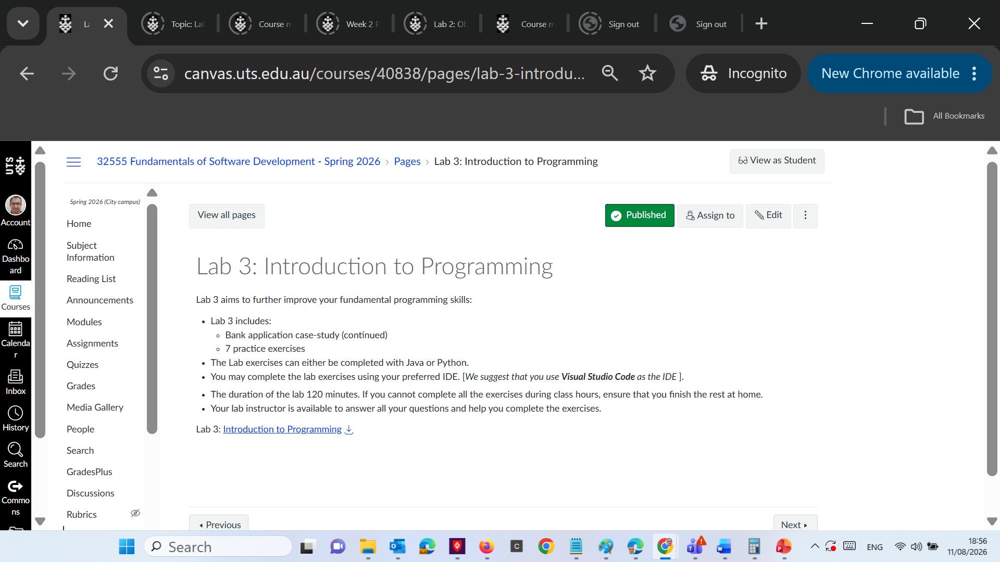 La
Topic: Lab
Course m
Week 2 P
Lab 2: Ob
Course m
Sign out
Sign out
canvas.uts.edu.au/courses/40838/pages/lab-3-introdu...
Incognito
New Chrome available
All Bookmarks
UTS
32555 Fundamentals of Software Development - Spring 2026 › Pages › Lab 3: Introduction to Programming
View as Student
Account
Dashbo
ard
Courses
Calenda
r
Inbox
History
Search
Commo
ns
Spring 2026 (City campus)
Home
Subject
Information
Reading List
Announcements
Modules
Assignments
Quizzes
Grades
Media Gallery
People
Search
GradesPlus
Discussions
Rubrics
View all pages
Published
Assign to
Edit
Lab 3: Introduction to Programming
Lab 3 aims to further improve your fundamental programming skills:
• Lab 3 includes:
◦ Bank application case-study (continued)
◦ 7 practice exercises
• The Lab exercises can either be completed with Java or Python.
• You may complete the lab exercises using your preferred IDE. [We suggest that you use Visual Studio Code as the IDE ].
• The duration of the lab 120 minutes. If you cannot complete all the exercises during class hours, ensure that you finish the rest at home.
• Your lab instructor is available to answer all your questions and help you complete the exercises.
Lab 3: Introduction to Programming
Previous
Next
Search
ENG
18:56
11/08/2026